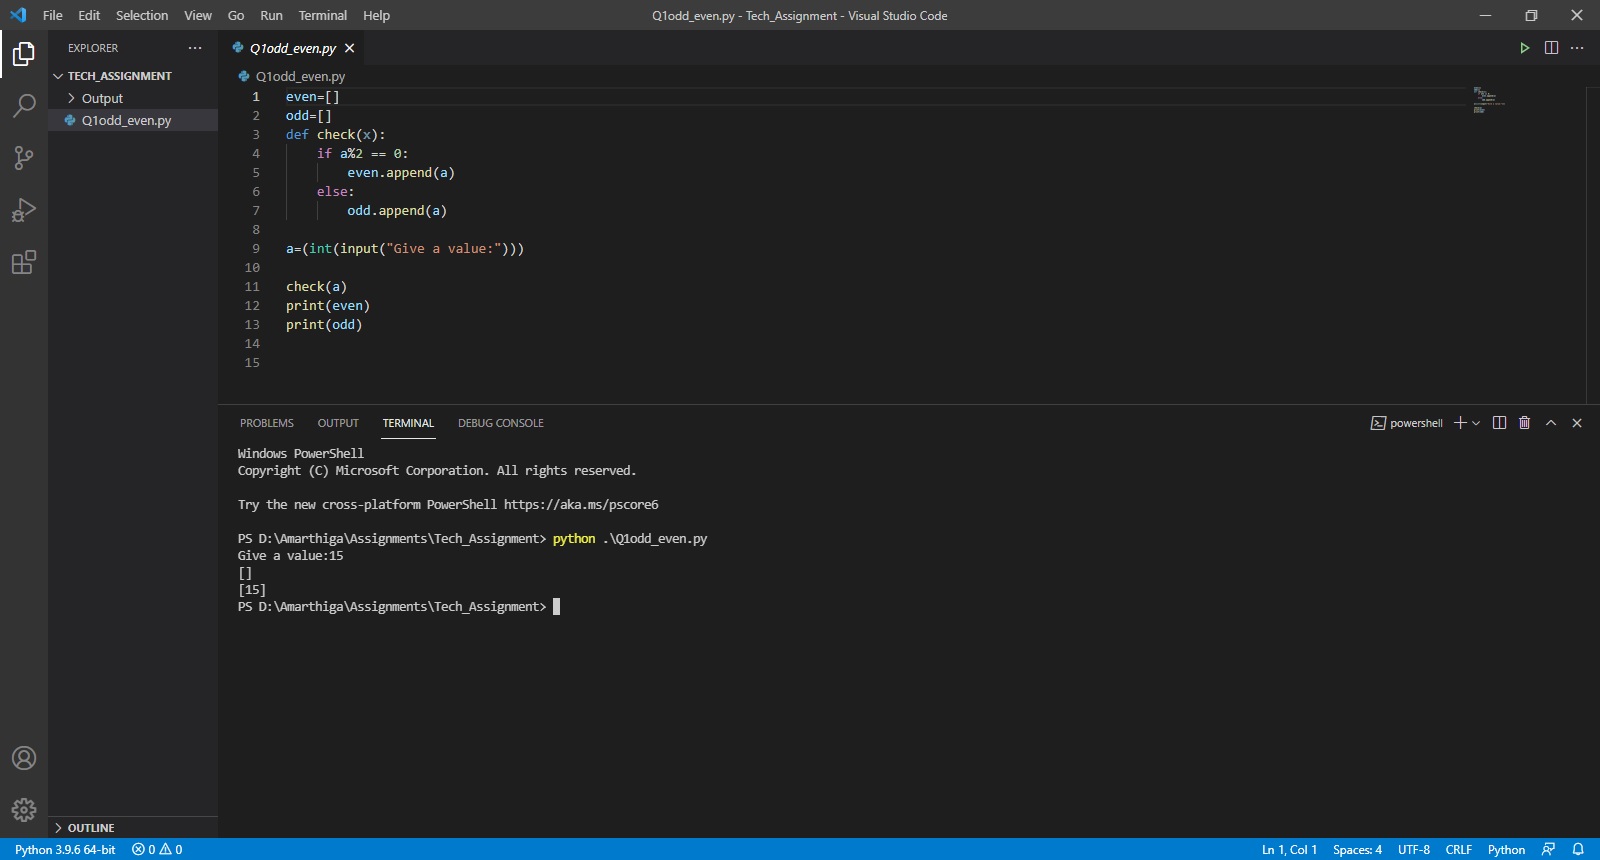 File Edit Selection View Go Run Terminal Help
Q1odd_even.py - Tech_Assignment - Visual Studio Code
EXPLORER
TECH_ASSIGNMENT
Output
Q1odd_even.py
OUTLINE
Q1odd_even.py
Q1odd_even.py
1 even=[]
2 odd=[]
3 def check(x):
4     if a%2 == 0:
5         even.append(a)
6     else:
7         odd.append(a)
8
9 a=(int(input("Give a value:")))
10
11 check(a)
12 print(even)
13 print(odd)
14
15
PROBLEMS OUTPUT TERMINAL DEBUG CONSOLE
powershell
Windows PowerShell
Copyright (C) Microsoft Corporation. All rights reserved.
Try the new cross-platform PowerShell https://aka.ms/pscore6
PS D:\Amarthiga\Assignments\Tech_Assignment> python .\Q1odd_even.py
Give a value:15
[]
[15]
PS D:\Amarthiga\Assignments\Tech_Assignment>
Python 3.9.6 64-bit 0 0
Ln 1, Col 1 Spaces: 4 UTF-8 CRLF Python